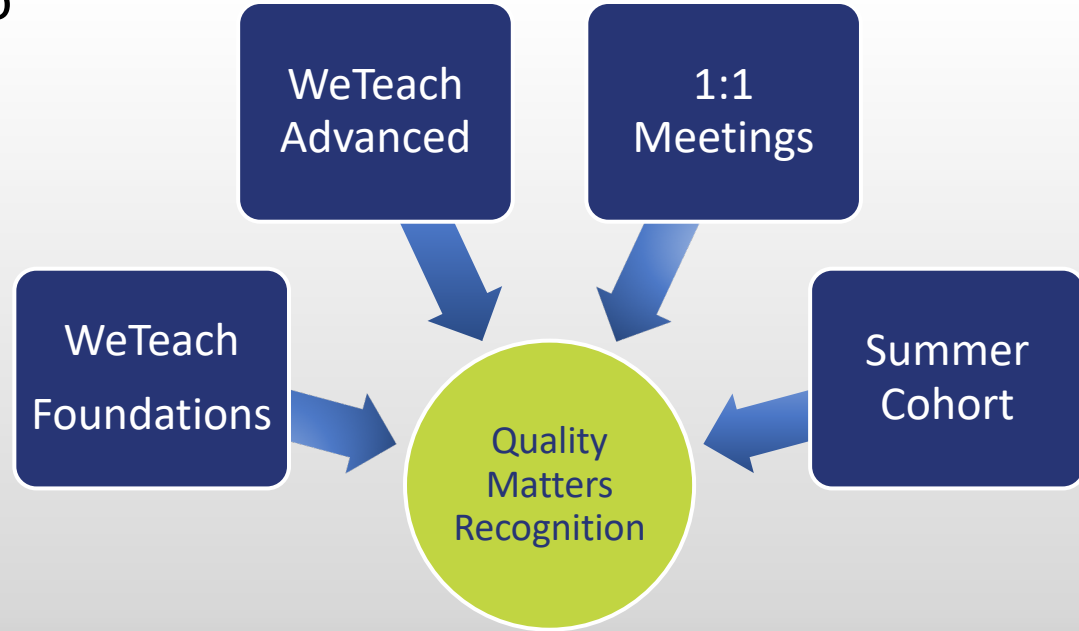 WeTeach
Advanced
1:1
Meetings
WeTeach
Foundations
Summer
Cohort
Quality
Matters
Recognition